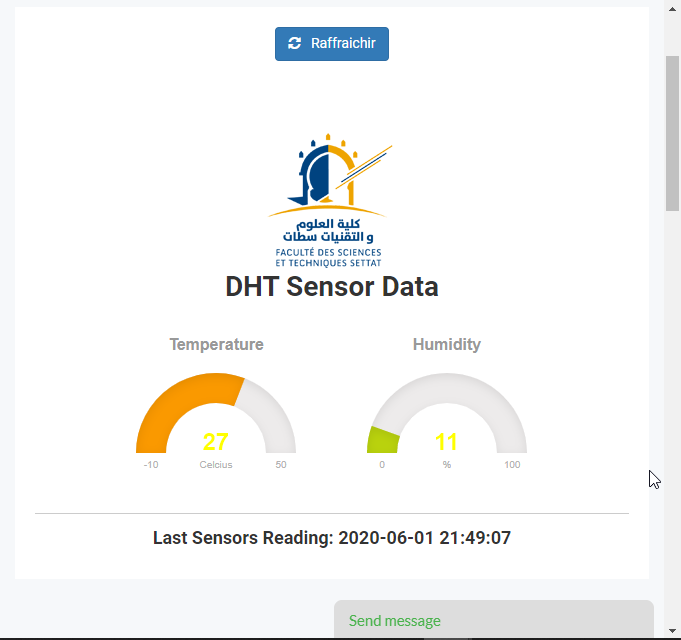 Raffraichir
كلية العلوم
و التقنيات سطات
FACULTÉ DES SCIENCES
ET TECHNIQUES SETTAT
DHT Sensor Data
Temperature
Humidity
27
-10 Celcius 50
11
0 % 100
Last Sensors Reading: 2020-06-01 21:49:07
Send message